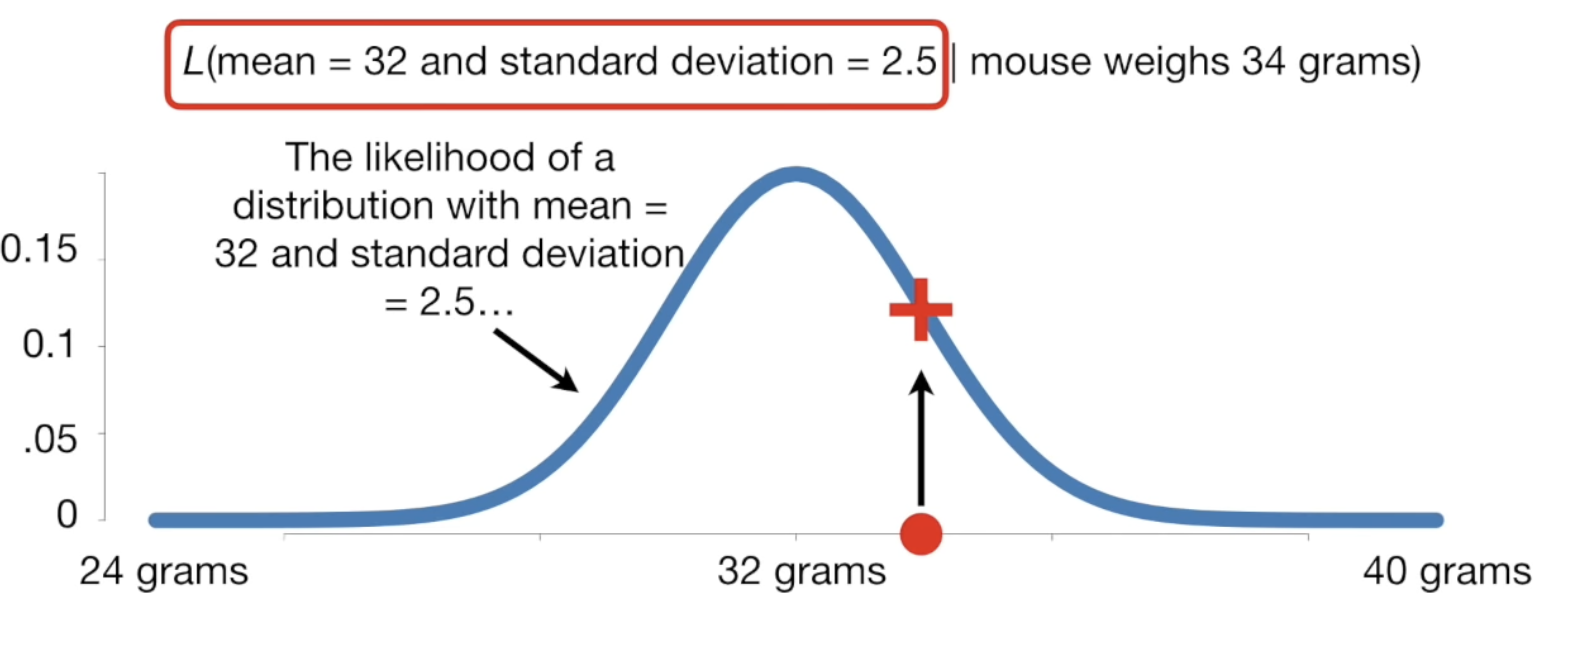 L(mean = 32 and standard deviation = 2.5 | mouse weighs 34 grams)
The likelihood of a
distribution with mean =
32 and standard deviation
= 2.5...
0.15
0.1
.05
0
24 grams
32 grams
40 grams